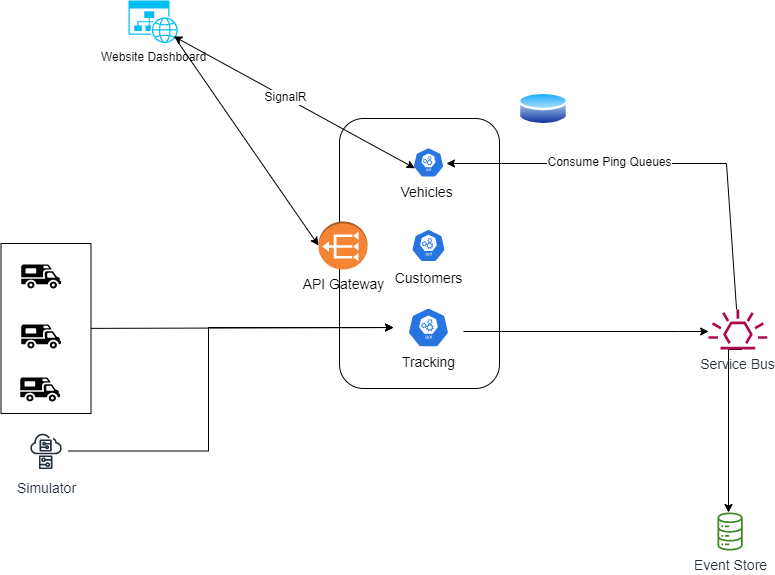 Website Dashboard
SignalR
Consume Ping Queues
Vehicles
Customers
API Gateway
Tracking
Service Bus
Simulator
Event Store